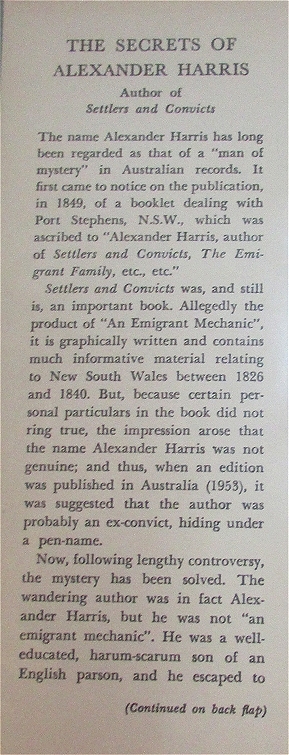 THE SECRETS OF
ALEXANDER HARRIS
Author of
Settlers and Convicts
The name Alexander Harris has long
been regarded as that of a "man of
mystery" in Australian records. It
first came to notice on the publication,
in 1849, of a booklet dealing with
Port Stephens, N.S.W., which was
ascribed to "Alexander Harris, author
of Settlers and Convicts, The Emi-
grant Family, etc., etc."
Settlers and Convicts was, and still
is, an important book. Allegedly the
product of "An Emigrant Mechanic",
it is graphically written and contains
much informative material relating
to New South Wales between 1826
and 1840. But, because certain per-
sonal particulars in the book did not
ring true, the impression arose that
the name Alexander Harris was not
genuine; and thus, when an edition
was published in Australia (1953), it
was suggested that the author was
probably an ex-convict, hiding under
a pen-name.
Now, following lengthy controversy,
the mystery has been solved. The
wandering author was in fact Alex-
ander Harris, but he was not "an
emigrant mechanic". He was a well-
educated, harum-scarum son of an
English parson, and he escaped to
(Continued on back flap)